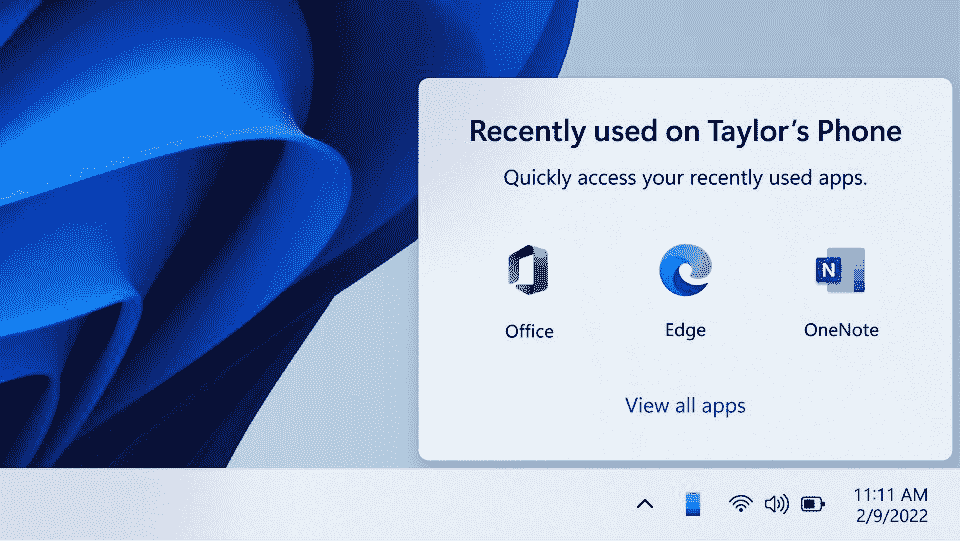 Recently used on Taylor's Phone
Quickly access your recently used apps.
N
Office
Edge
OneNote
View all apps
11:11 AM
2/9/2022